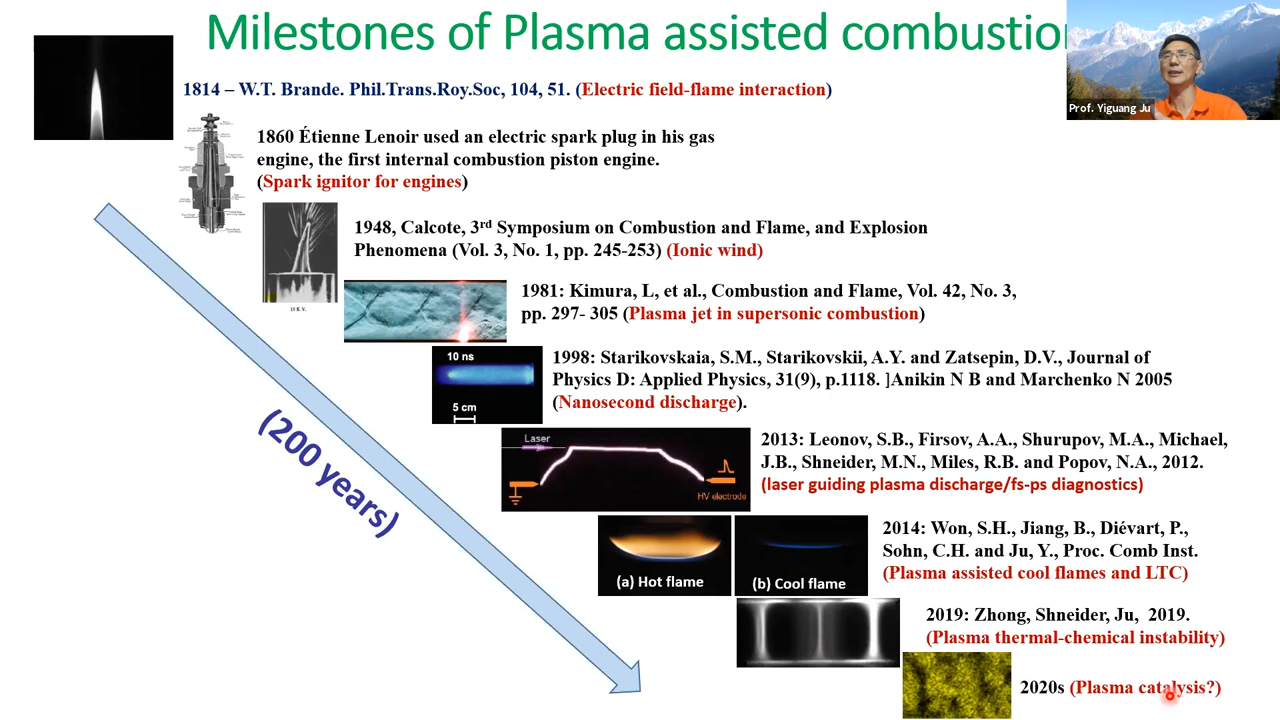 Milestones of Plasma assisted combustio
Prof. Yiguang Ju
1814 – W.T. Brande. Phil.Trans.Roy.Soc, 104, 51. (Electric field-flame interaction)
1860 Étienne Lenoir used an electric spark plug in his gas
engine, the first internal combustion piston engine.
(Spark ignitor for engines)
1948, Calcote, 3rd Symposium on Combustion and Flame, and Explosion
Phenomena (Vol. 3, No. 1, pp. 245-253) (Ionic wind)
1981: Kimura, L, et al., Combustion and Flame, Vol. 42, No. 3,
pp. 297- 305 (Plasma jet in supersonic combustion)
10 ns
5 cm
1998: Starikovskaia, S.M., Starikovskii, A.Y. and Zatsepin, D.V., Journal of
Physics D: Applied Physics, 31(9), p.1118. ]Anikin N B and Marchenko N 2005
(Nanosecond discharge).
(200 years)
Laser
HV electrode
2013: Leonov, S.B., Firsov, A.A., Shurupov, M.A., Michael,
J.B., Shneider, M.N., Miles, R.B. and Popov, N.A., 2012.
(laser guiding plasma discharge/fs-ps diagnostics)
(a) Hot flame
(b) Cool flame
2014: Won, S.H., Jiang, B., Diévart, P.,
Sohn, C.H. and Ju, Y., Proc. Comb Inst.
(Plasma assisted cool flames and LTC)
2019: Zhong, Shneider, Ju, 2019.
(Plasma thermal-chemical instability)
2020s (Plasma catalysis?)